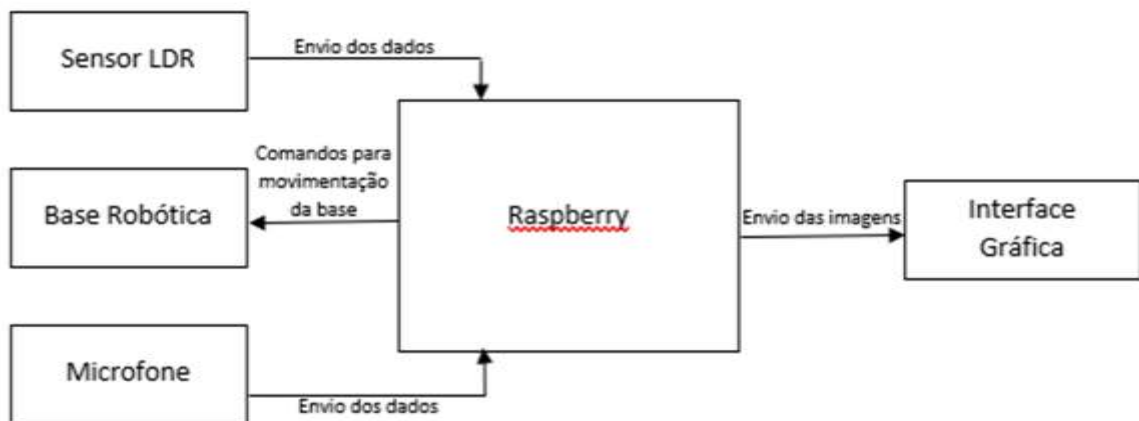 Sensor LDR
Envio dos dados
Comandos para
movimentação
da base
Base Robótica
Raspberry
Envio das imagens
Interface
Gráfica
Microfone
Envio dos dados